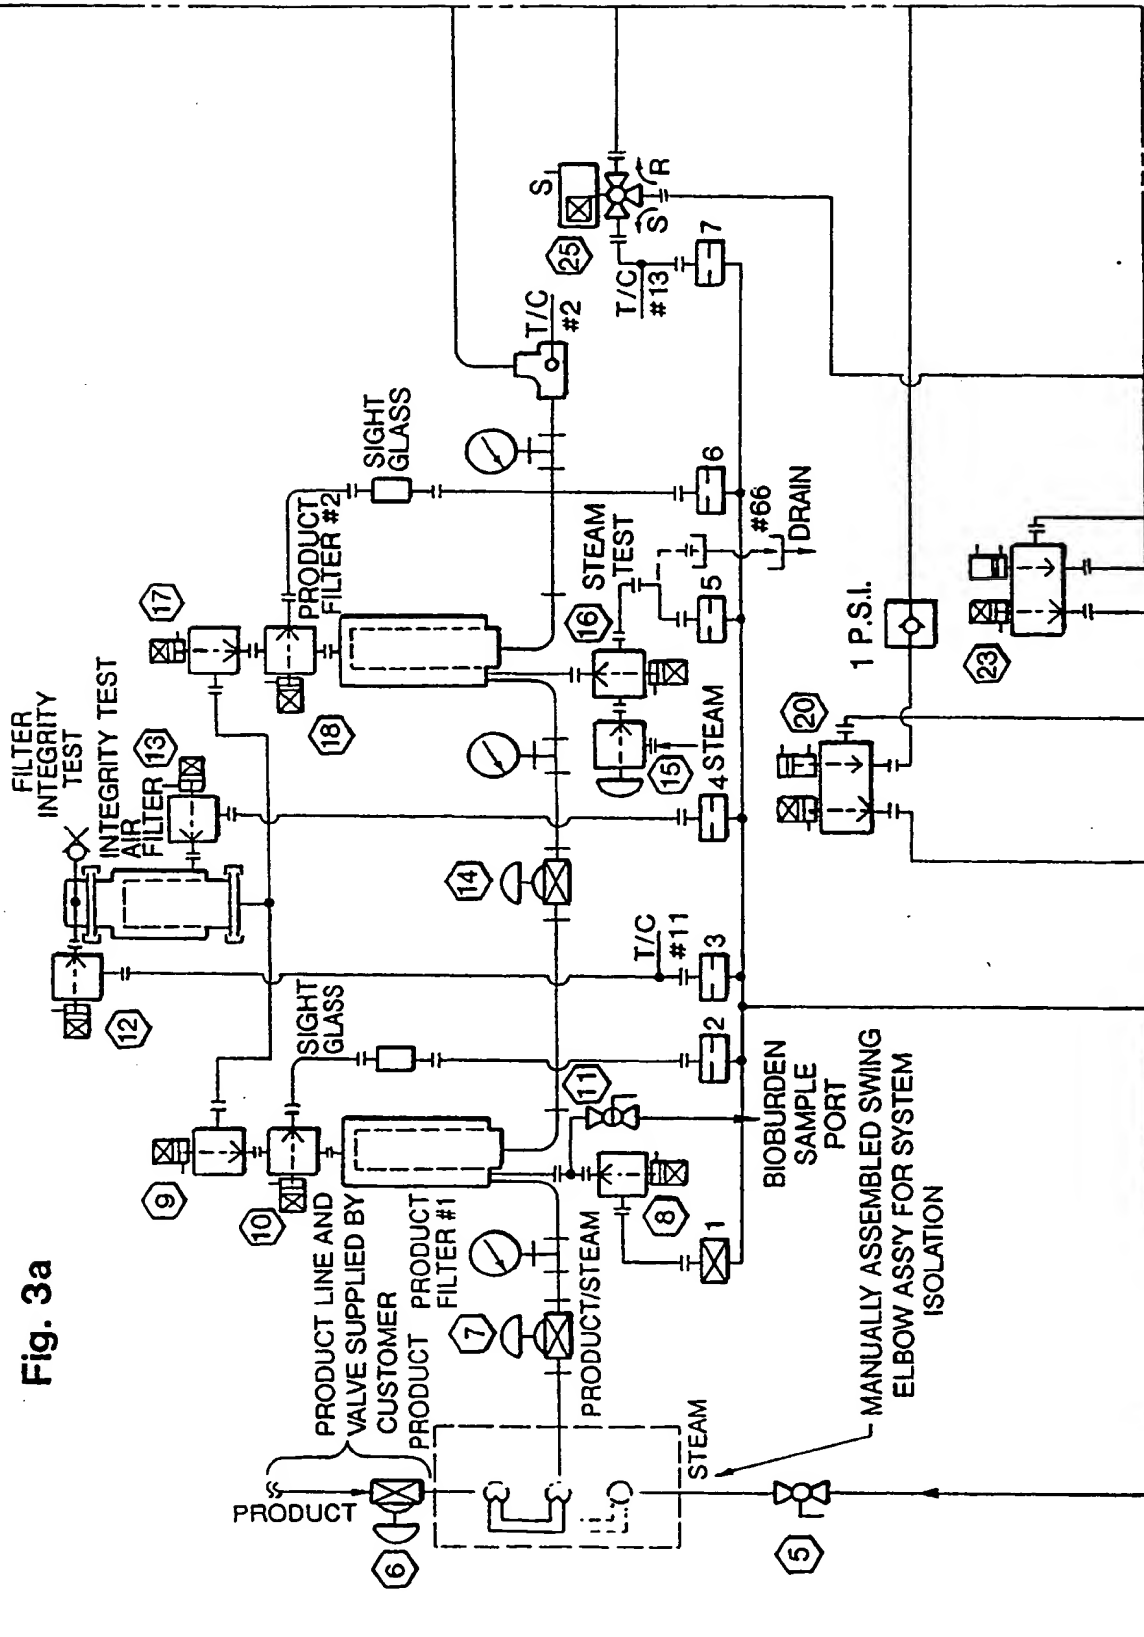 Fig. 3a
FILTER
INTEGRITY
TEST
INTEGRITY TEST
AIR
FILTER
13
12
17
PRODUCT
FILTER #2
18
SIGHT
GLASS
9
10
SIGHT
GLASS
PRODUCT LINE AND
VALVE SUPPLIED BY
CUSTOMER
PRODUCT
PRODUCT
6
PRODUCT
FILTER #1
7
PRODUCT/STEAM
14
T/C
#2
S
25
S
R
T/C
#13
16
STEAM
TEST
15
STEAM
11
8
T/C
#11
1
2
3
4
5
6
7
#66
DRAIN
BIOBURDEN
SAMPLE
PORT
STEAM
MANUALLY ASSEMBLED SWING
ELBOW ASS'Y FOR SYSTEM
ISOLATION
5
20
1 P.S.I.
23